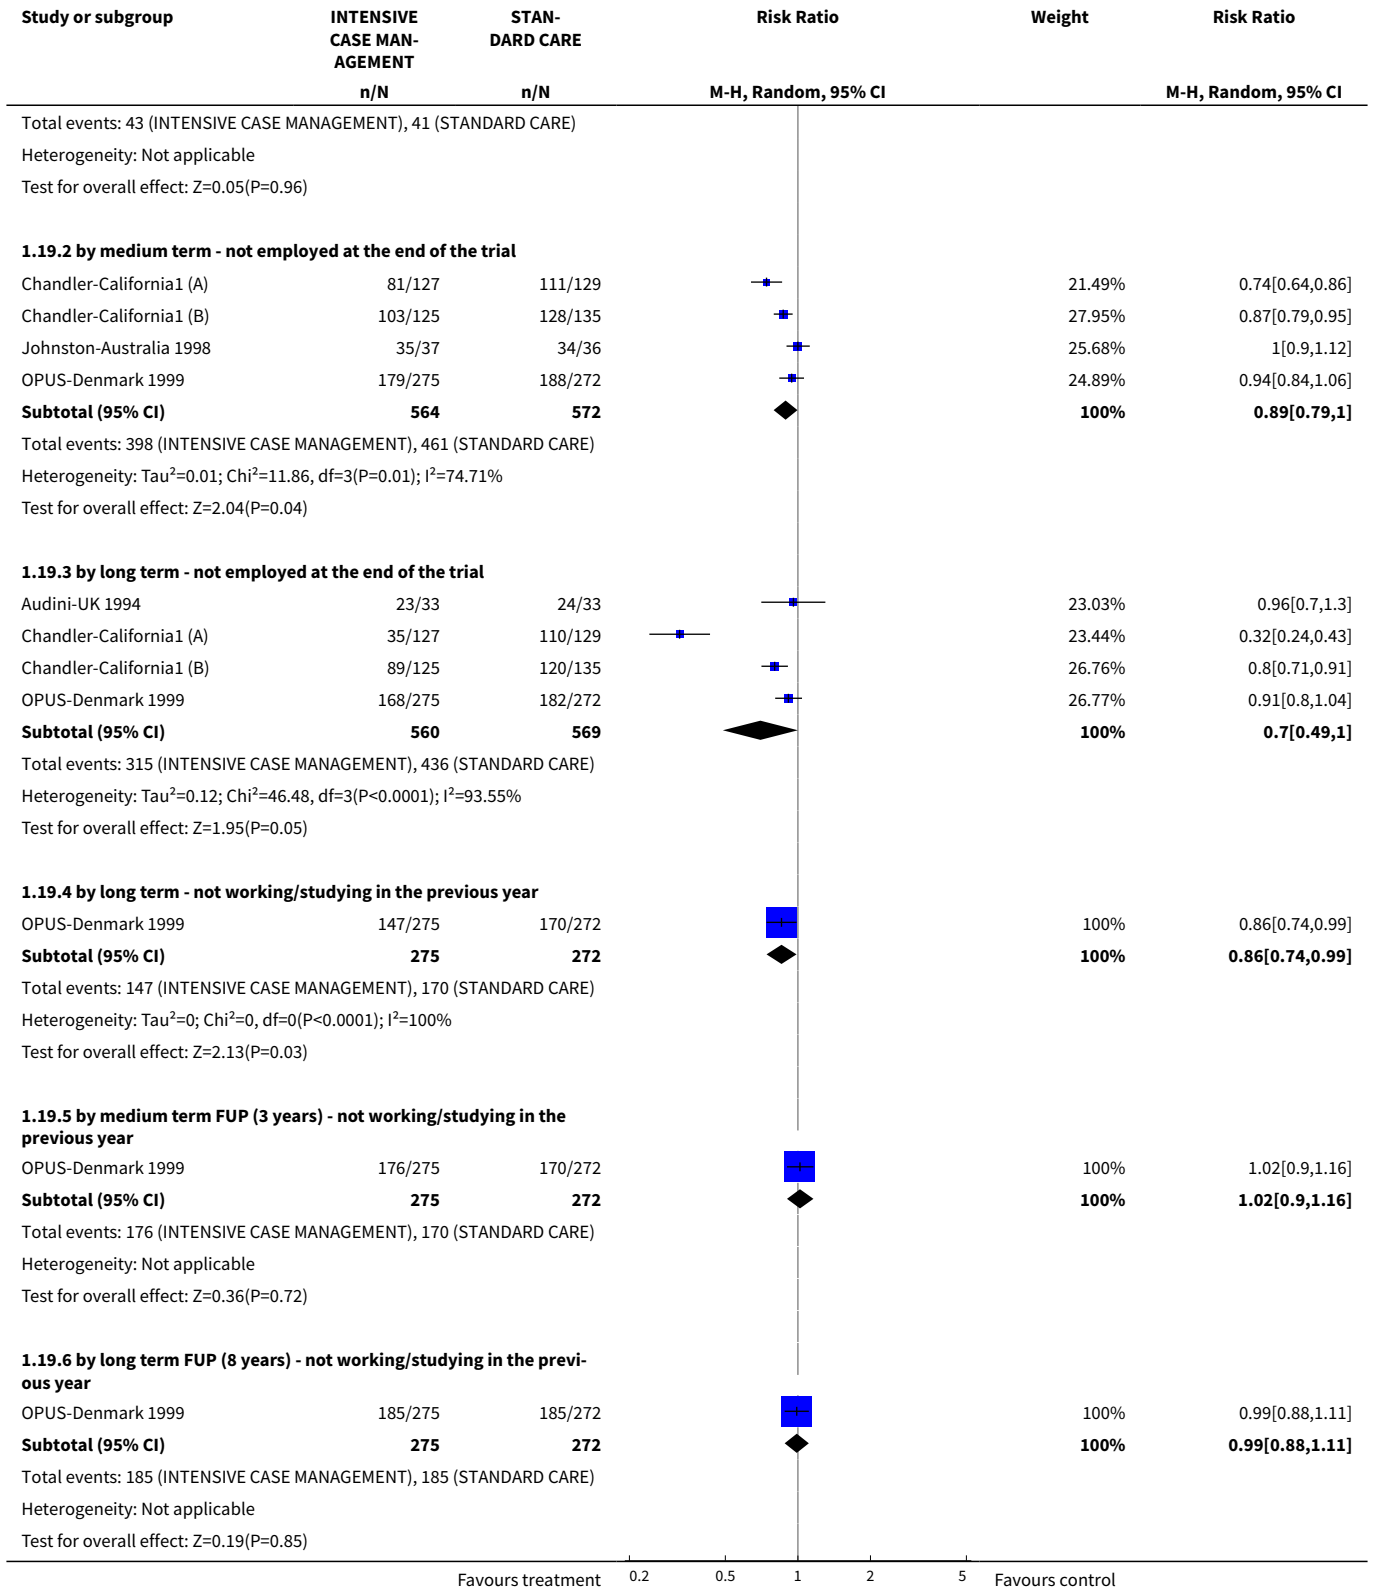 Study or subgroup INTENSIVE CASE MAN- AGEMENT STAN- DARD CARE Risk Ratio Weight Risk Ratio
n/N n/N M-H, Random, 95% CI M-H, Random, 95% CI
Total events: 43 (INTENSIVE CASE MANAGEMENT), 41 (STANDARD CARE)
Heterogeneity: Not applicable
Test for overall effect: Z=0.05(P=0.96)
1.19.2 by medium term - not employed at the end of the trial
Chandler-California1 (A) 81/127 111/129 21.49% 0.74[0.64,0.86]
Chandler-California1 (B) 103/125 128/135 27.95% 0.87[0.79,0.95]
Johnston-Australia 1998 35/37 34/36 25.68% 1[0.9,1.12]
OPUS-Denmark 1999 179/275 188/272 24.89% 0.94[0.84,1.06]
Subtotal (95% CI) 564 572 100% 0.89[0.79,1]
Total events: 398 (INTENSIVE CASE MANAGEMENT), 461 (STANDARD CARE)
Heterogeneity: Tau²=0.01; Chi²=11.86, df=3(P=0.01); I²=74.71%
Test for overall effect: Z=2.04(P=0.04)
1.19.3 by long term - not employed at the end of the trial
Audini-UK 1994 23/33 24/33 23.03% 0.96[0.7,1.3]
Chandler-California1 (A) 35/127 110/129 23.44% 0.32[0.24,0.43]
Chandler-California1 (B) 89/125 120/135 26.76% 0.8[0.71,0.91]
OPUS-Denmark 1999 168/275 182/272 26.77% 0.91[0.8,1.04]
Subtotal (95% CI) 560 569 100% 0.7[0.49,1]
Total events: 315 (INTENSIVE CASE MANAGEMENT), 436 (STANDARD CARE)
Heterogeneity: Tau²=0.12; Chi²=46.48, df=3(P<0.0001); I²=93.55%
Test for overall effect: Z=1.95(P=0.05)
1.19.4 by long term - not working/studying in the previous year
OPUS-Denmark 1999 147/275 170/272 100% 0.86[0.74,0.99]
Subtotal (95% CI) 275 272 100% 0.86[0.74,0.99]
Total events: 147 (INTENSIVE CASE MANAGEMENT), 170 (STANDARD CARE)
Heterogeneity: Tau²=0; Chi²=0, df=0(P<0.0001); I²=100%
Test for overall effect: Z=2.13(P=0.03)
1.19.5 by medium term FUP (3 years) - not working/studying in the
previous year
OPUS-Denmark 1999 176/275 170/272 100% 1.02[0.9,1.16]
Subtotal (95% CI) 275 272 100% 1.02[0.9,1.16]
Total events: 176 (INTENSIVE CASE MANAGEMENT), 170 (STANDARD CARE)
Heterogeneity: Not applicable
Test for overall effect: Z=0.36(P=0.72)
1.19.6 by long term FUP (8 years) - not working/studying in the previ-
ous year
OPUS-Denmark 1999 185/275 185/272 100% 0.99[0.88,1.11]
Subtotal (95% CI) 275 272 100% 0.99[0.88,1.11]
Total events: 185 (INTENSIVE CASE MANAGEMENT), 185 (STANDARD CARE)
Heterogeneity: Not applicable
Test for overall effect: Z=0.19(P=0.85)
Favours treatment 0.2 0.5 1 2 5 Favours control